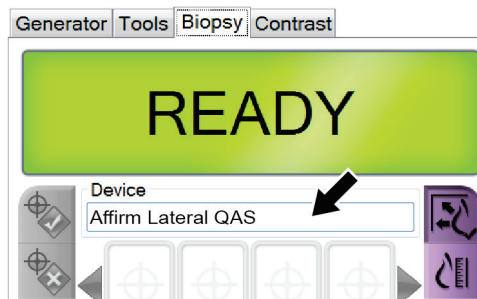 Generator Tools Biopsy Contrast
READY
Device
Affirm Lateral QAS